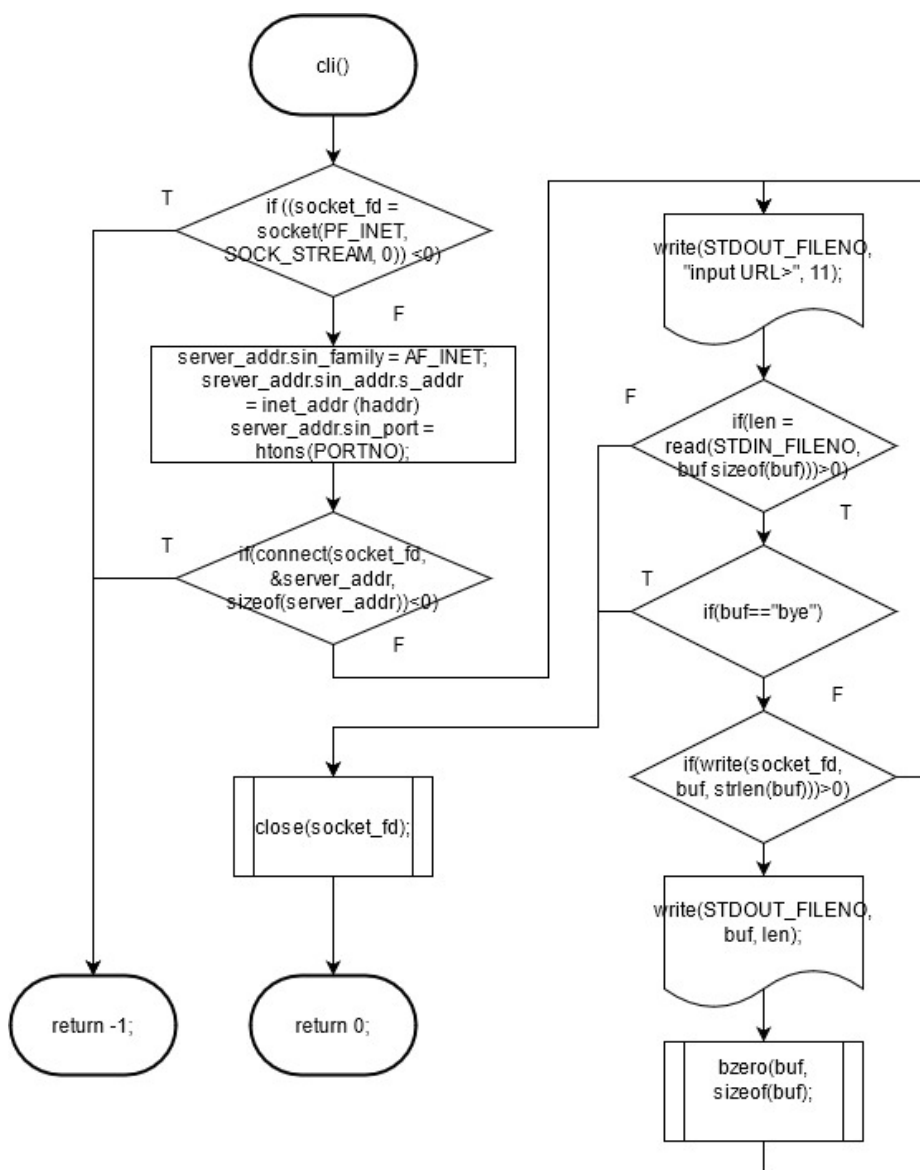 cli()
T
if ((socket_fd =
socket(PF_INET,
SOCK_STREAM, 0)) <0)
F
server_addr.sin_family = AF_INET;
srever_addr.sin_addr.s_addr
= inet_addr (haddr)
server_addr.sin_port =
htons(PORTNO);
T
if(connect(socket_fd,
&server_addr,
sizeof(server_addr))<0)
F
write(STDOUT_FILENO,
"input URL>", 11);
F
if(len =
read(STDIN_FILENO,
buf sizeof(buf)))>0)
T
T
if(buf=="bye")
F
if(write(socket_fd,
buf, strlen(buf)))>0)
close(socket_fd);
write(STDOUT_FILENO,
buf, len);
return -1;
return 0;
bzero(buf,
sizeof(buf);